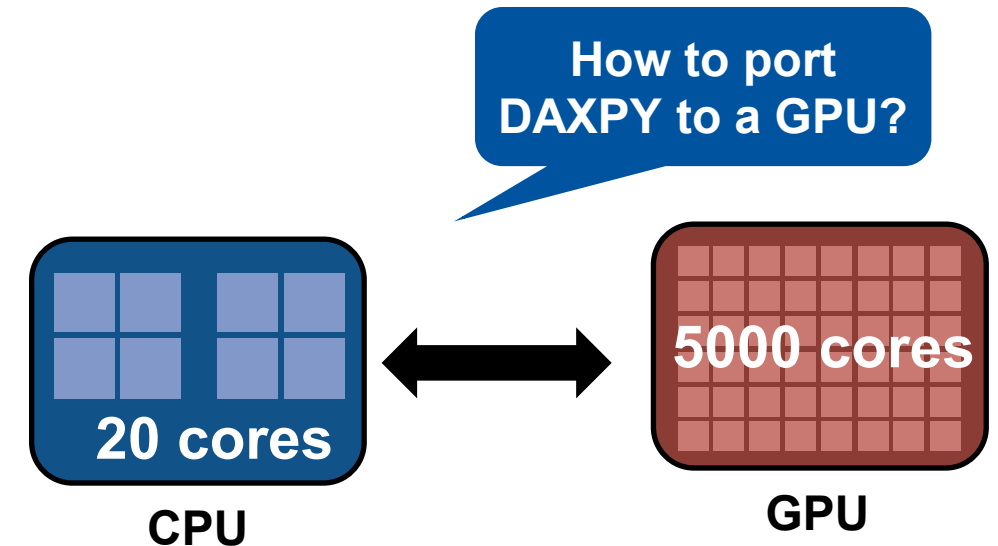 How to port
DAXPY to a GPU?
20 cores
CPU
5000 cores
GPU